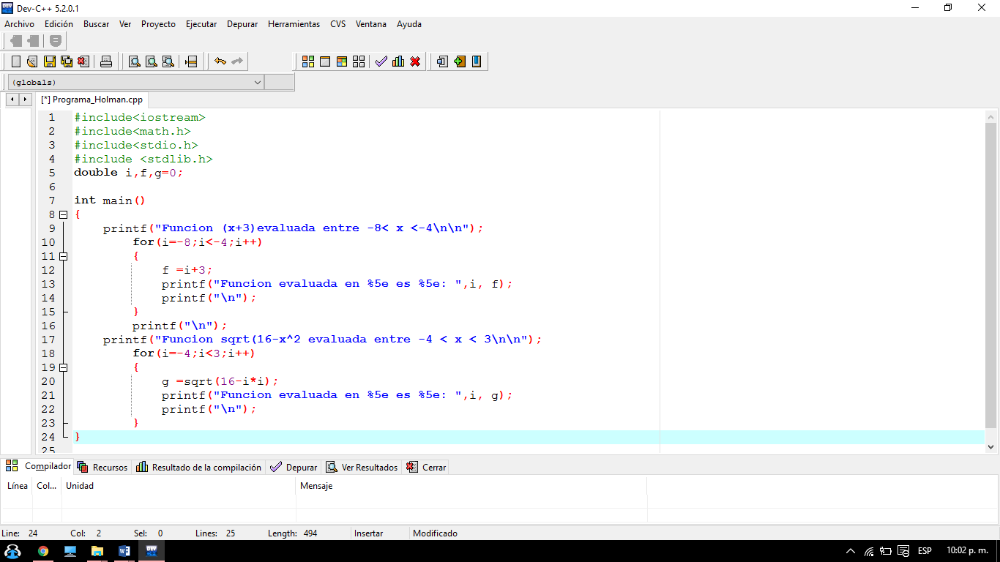 Dev-C++ 5.2.0.1
Archivo Edición Buscar Ver Proyecto Ejecutar Depurar Herramientas CVS Ventana Ayuda
(globals)
[*] Programa_Holman.cpp
1 #include<iostream>
2 #include<math.h>
3 #include<stdio.h>
4 #include <stdlib.h>
5 double i,f,g=0;
6
7 int main()
8 {
9 printf("Funcion (x+3)evaluada entre -8< x <-4\n\n");
10 for(i=-8;i<-4;i++)
11 {
12 f =i+3;
13 printf("Funcion evaluada en %5e es %5e: ",i, f);
14 printf("\n");
15 }
16 printf("\n");
17 printf("Funcion sqrt(16-x^2 evaluada entre -4 < x < 3\n\n");
18 for(i=-4;i<3;i++)
19 {
20 g =sqrt(16-i*i);
21 printf("Funcion evaluada en %5e es %5e: ",i, g);
22 printf("\n");
23 }
24 }
25
Compilador Recursos Resultado de la compilación Depurar Ver Resultados Cerrar
Línea Col... Unidad Mensaje
Line: 24 Col: 2 Sel: 0 Lines: 25 Length: 494 Insertar Modificado
ESP 10:02 p. m.